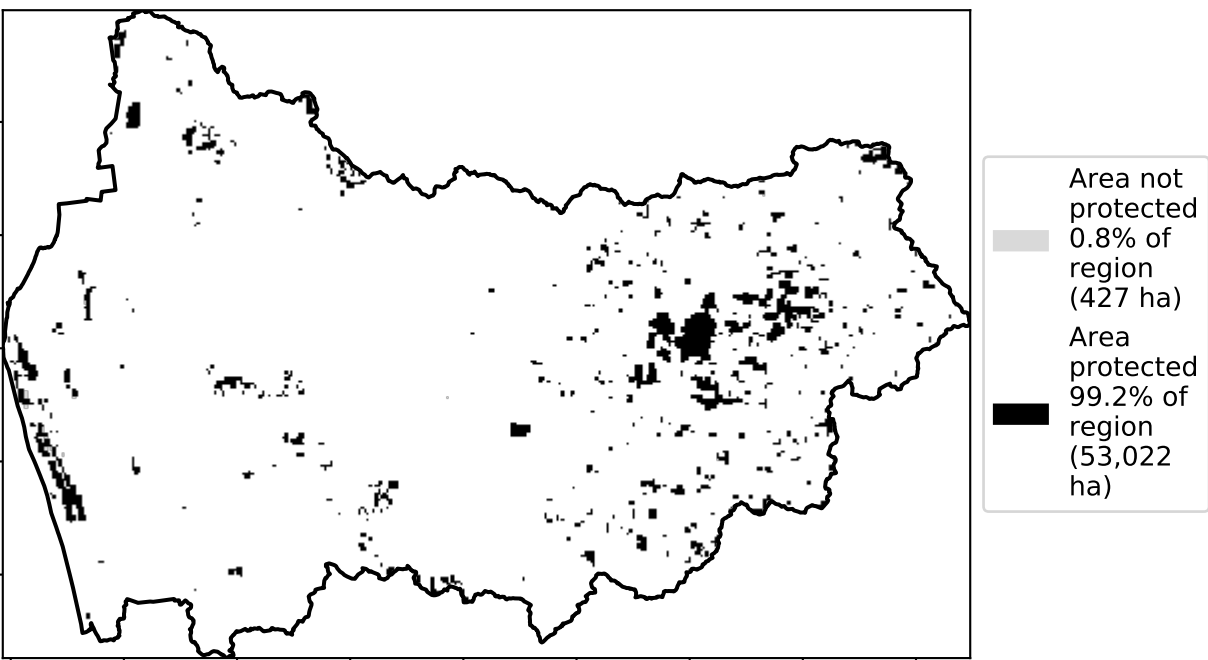 Area not
protected
0.8% of
region
(427 ha)
Area
protected
99.2% of
region
(53,022
ha)